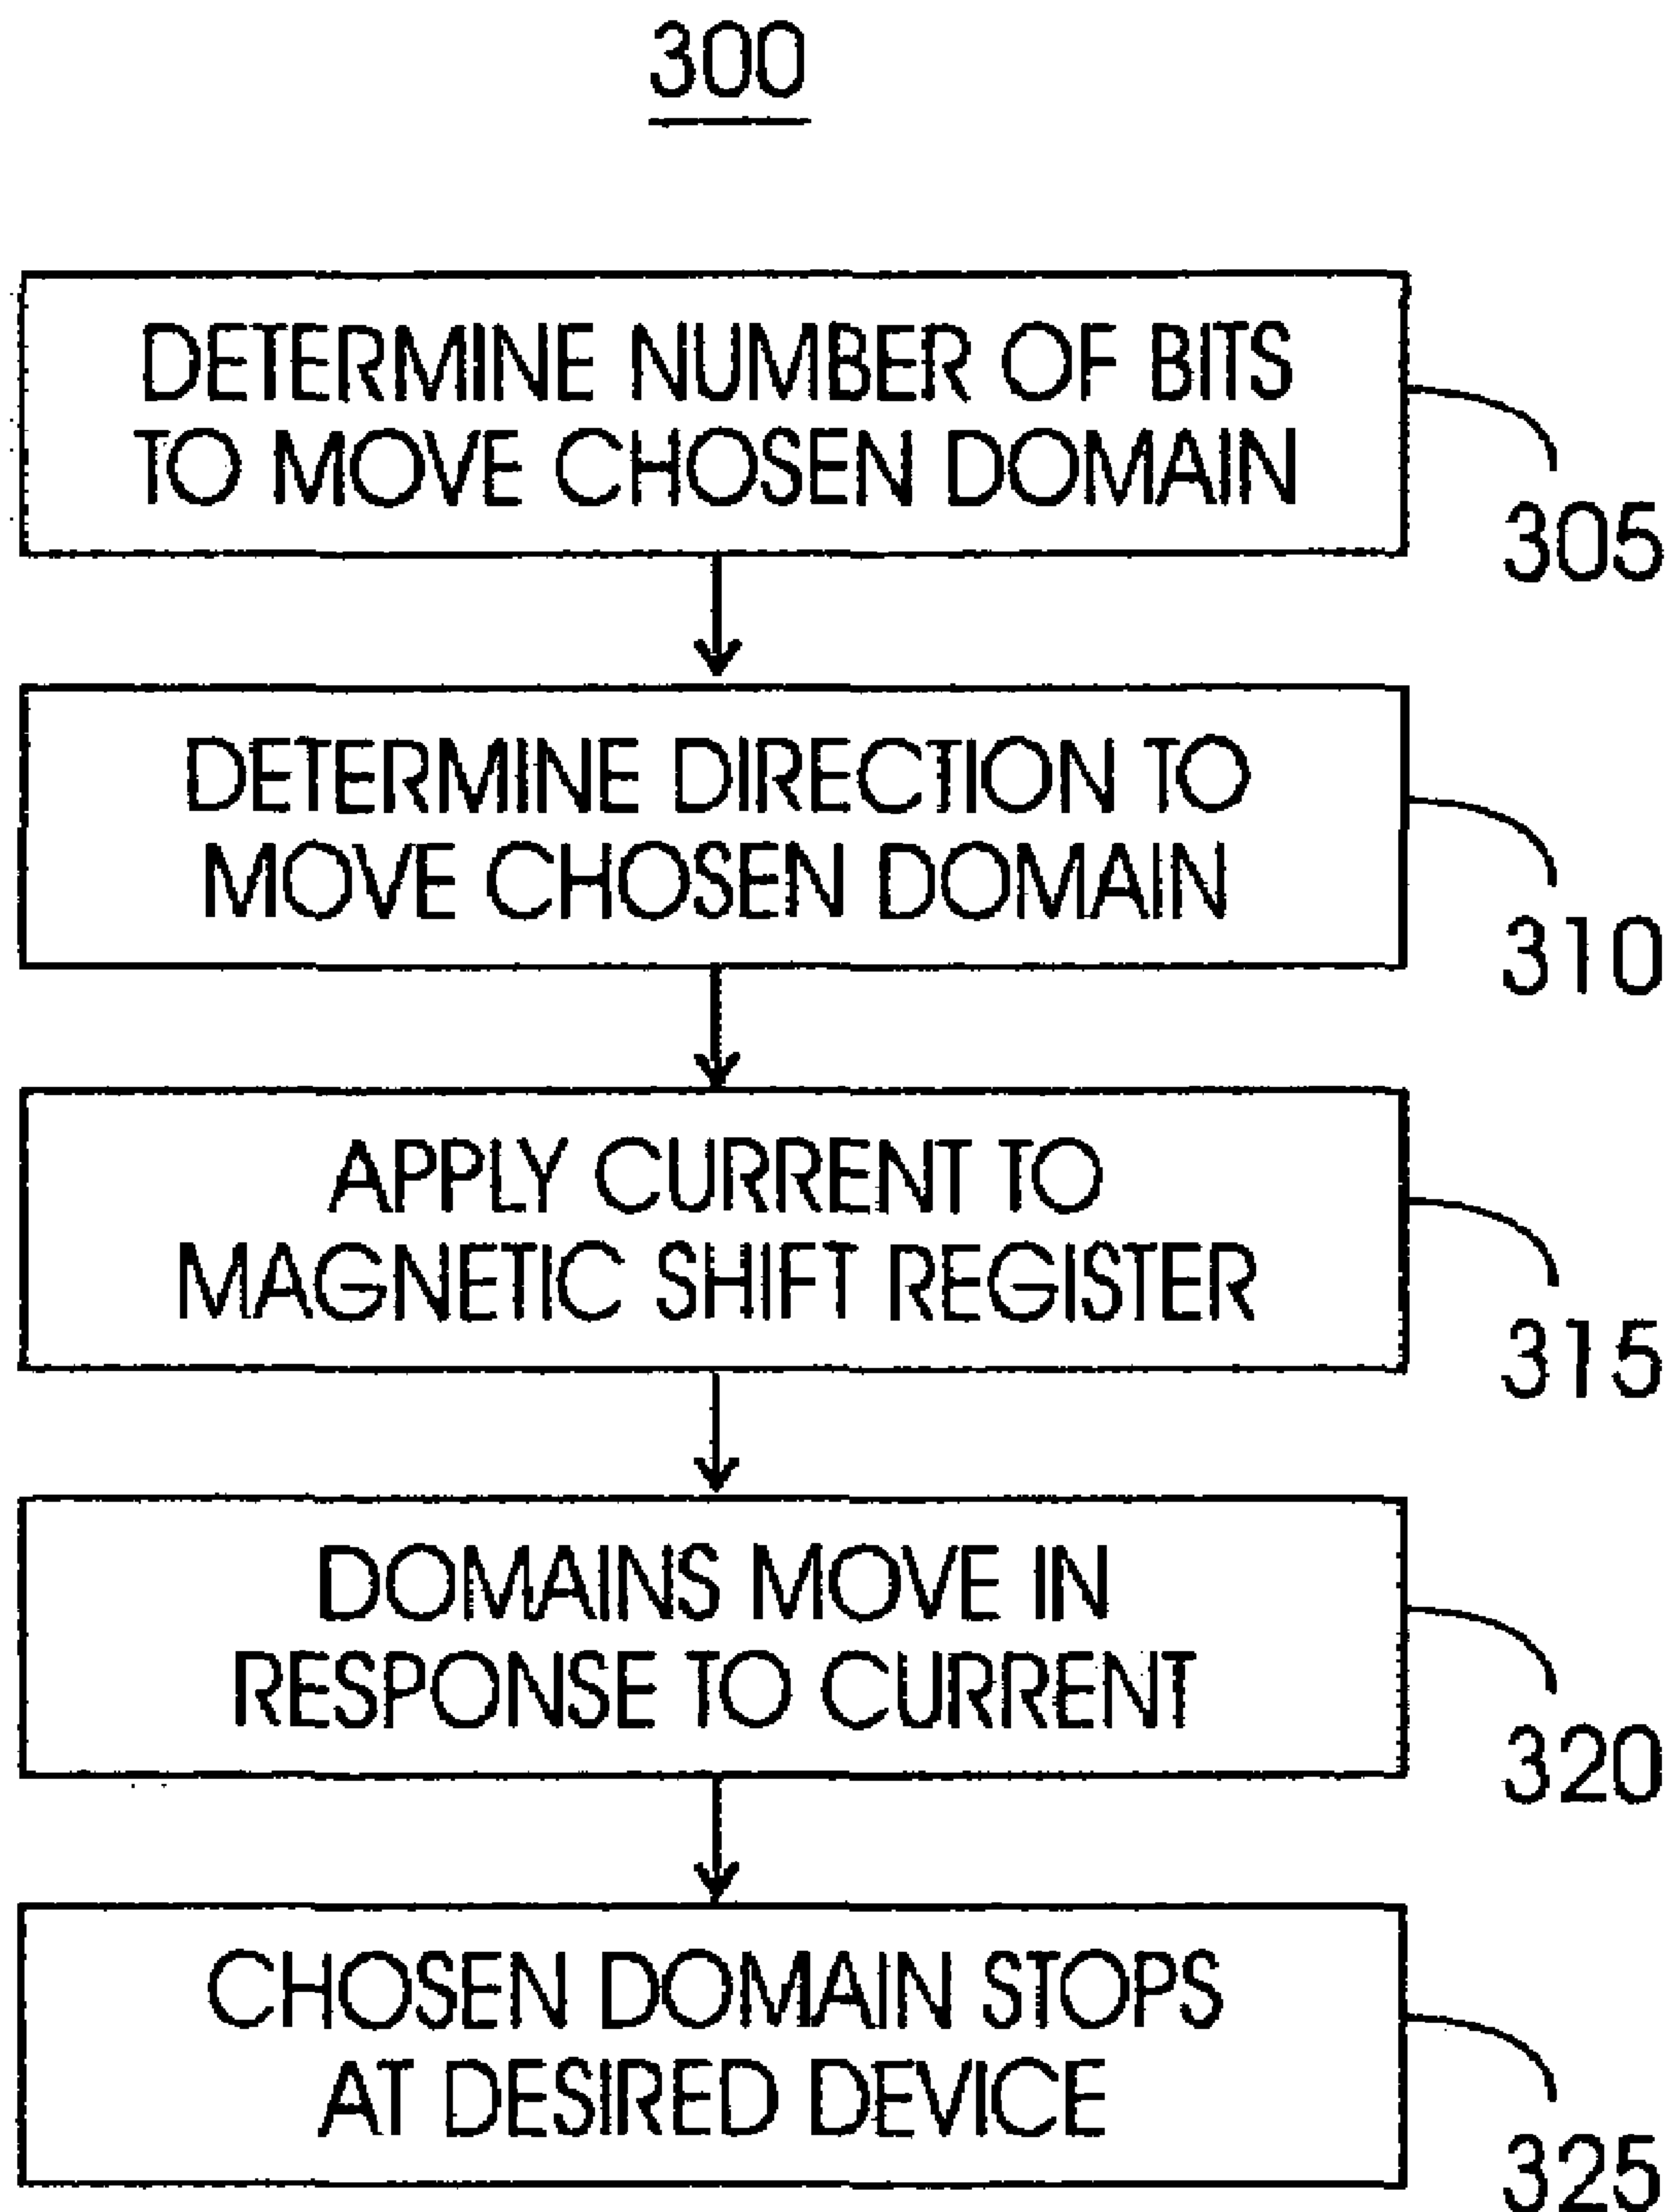 300
DETERMINE NUMBER OF BITS
TO MOVE CHOSEN DOMAIN
305
DETERMINE DIRECTION TO
MOVE CHOSEN DOMAIN
310
APPLY CURRENT TO
MAGNETIC SHIFT REGISTER
315
DOMAINS MOVE IN
RESPONSE TO CURRENT
320
CHOSEN DOMAIN STOPS
AT DESIRED DEVICE
325